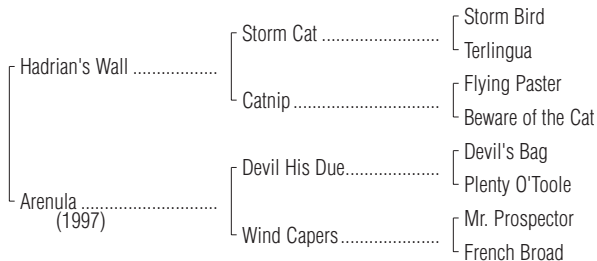 Storm Bird
Storm Cat ........................
Terlingua
Hadrian's Wall .................
Flying Paster
Catnip .............................
Beware of the Cat
Devil's Bag
Devil His Due...................
Plenty O'Toole
Arenula ...........................
(1997)
Mr. Prospector
Wind Capers ....................
French Broad